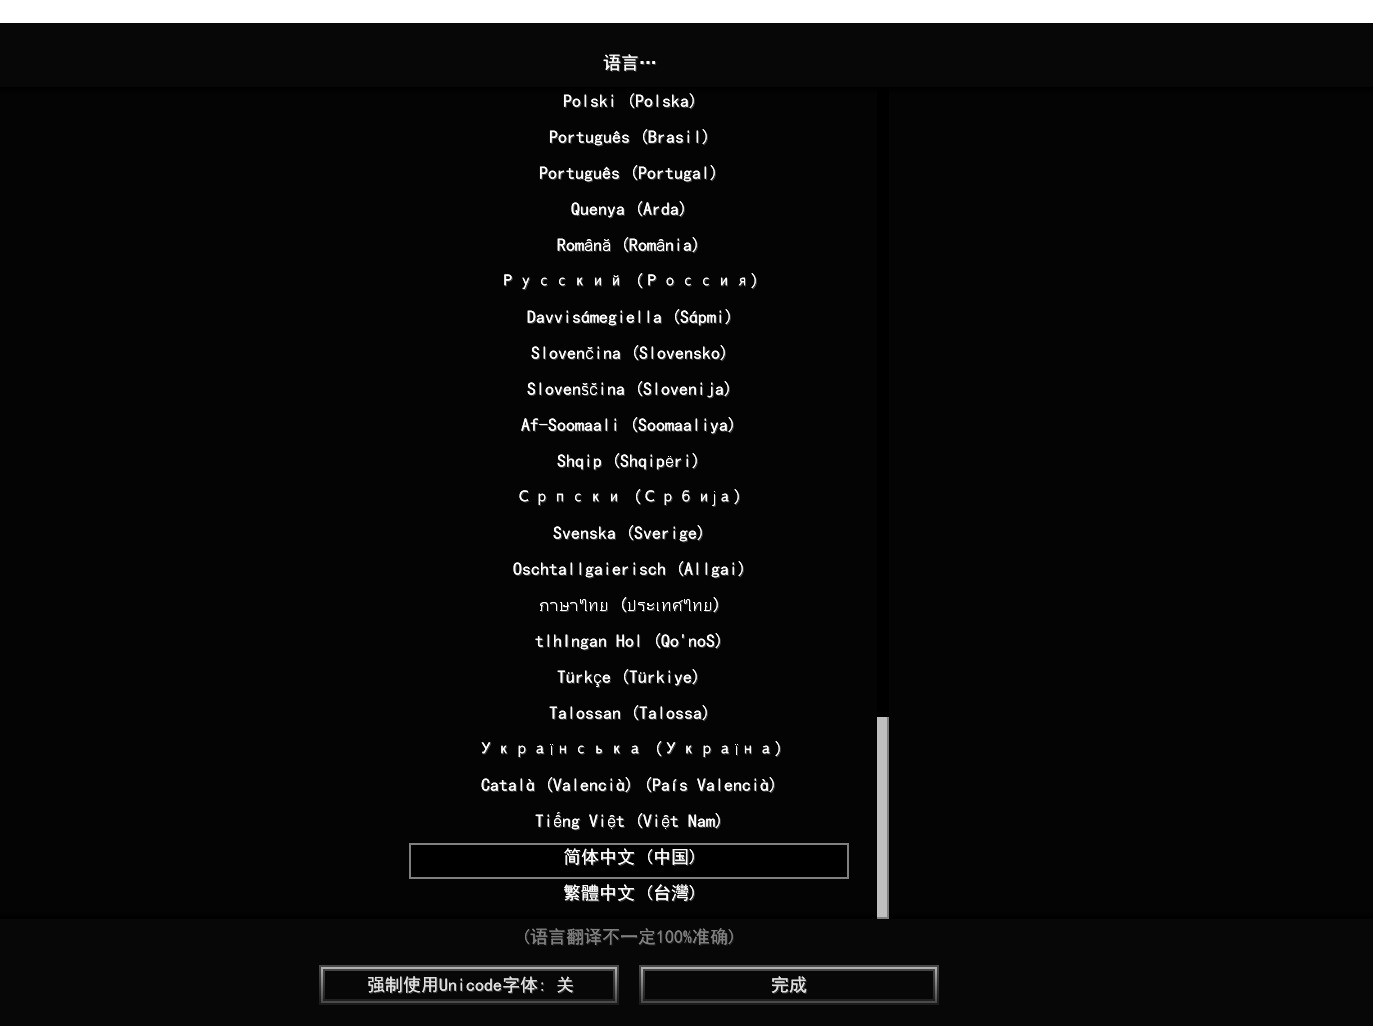 语言…
Polski (Polska)
Português (Brasil)
Português (Portugal)
Quenya (Arda)
Română (România)
Русский (Россия)
Davvisámegiella (Sápmi)
Slovenčina (Slovensko)
Slovenščina (Slovenija)
Af-Soomaali (Soomaaliya)
Shqip (Shqipëri)
Српски (Србија)
Svenska (Sverige)
Oschtallgaierisch (Allgai)
ภาษาไทย (ประเทศไทย)
tlhIngan Hol (Qo'noS)
Türkçe (Türkiye)
Talossan (Talossa)
Українська (Україна)
Català (Valencià) (País Valencià)
Tiếng Việt (Việt Nam)
简体中文 (中国)
繁體中文 (台灣)
(语言翻译不一定100%准确)
强制使用Unicode字体: 关
完成